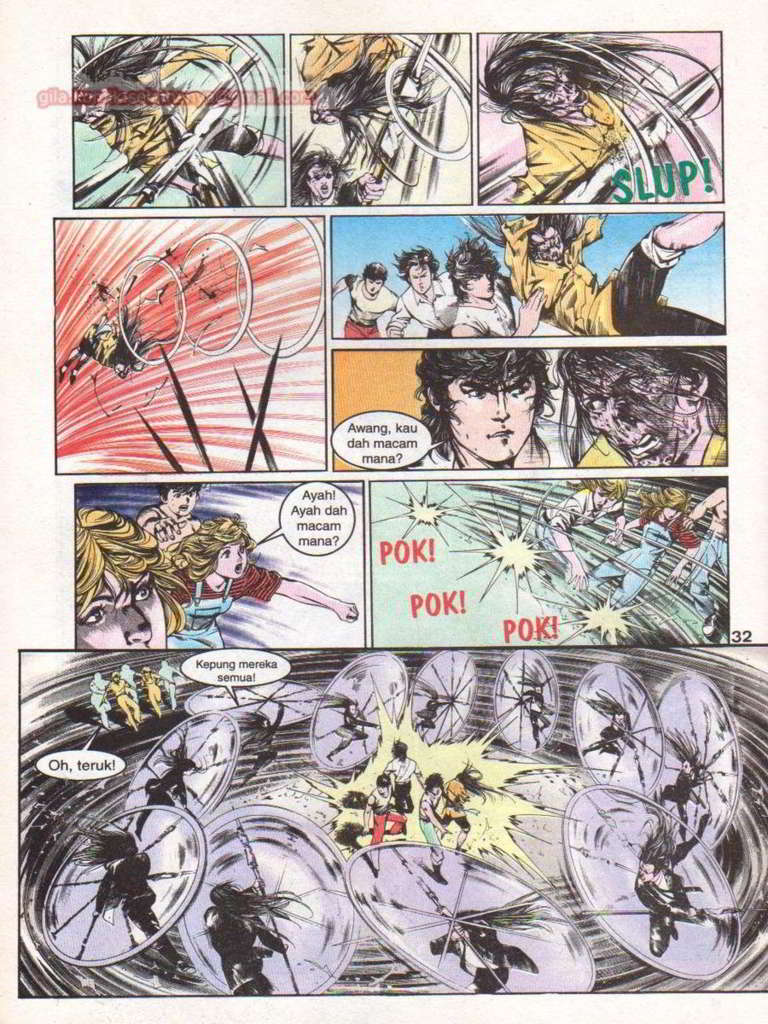 SLUP!
Awang, kau
dah macam
mana?
Ayah!
Ayah dah
macam
mana?
POK!
POK!
POK!
32
Kepung mereka
semua!
Oh, teruk!